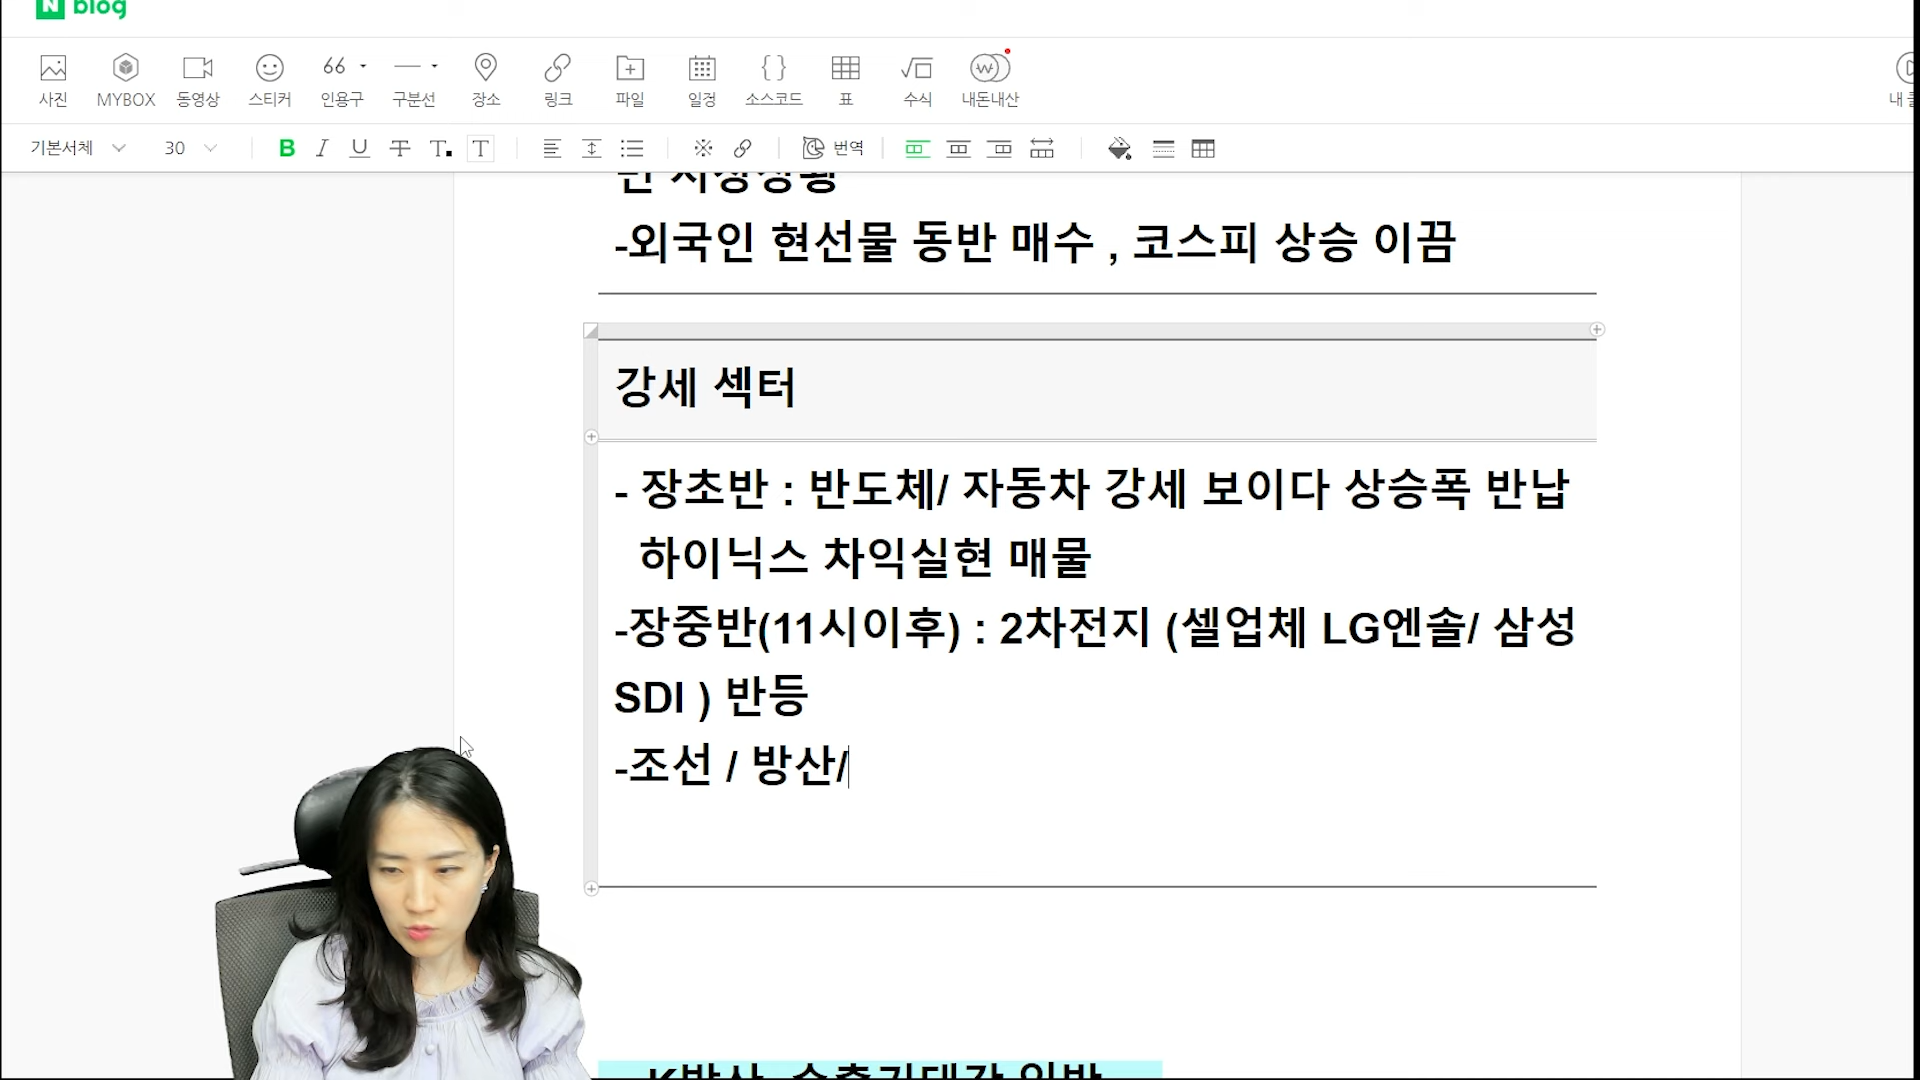 blog
사진 MYBOX 동영상 스티커 인용구 구분선 장소 링크 파일 일정 소스코드 표 수식 내돈내산
기본서체 30 B I U T T. T 번역
-외국인 현선물 동반 매수 , 코스피 상승 이끔
강세 섹터
- 장초반 : 반도체/ 자동차 강세 보이다 상승폭 반납
하이닉스 차익실현 매물
-장중반(11시이후) : 2차전지 (셀업체 LG엔솔/ 삼성
SDI ) 반등
-조선 / 방산/